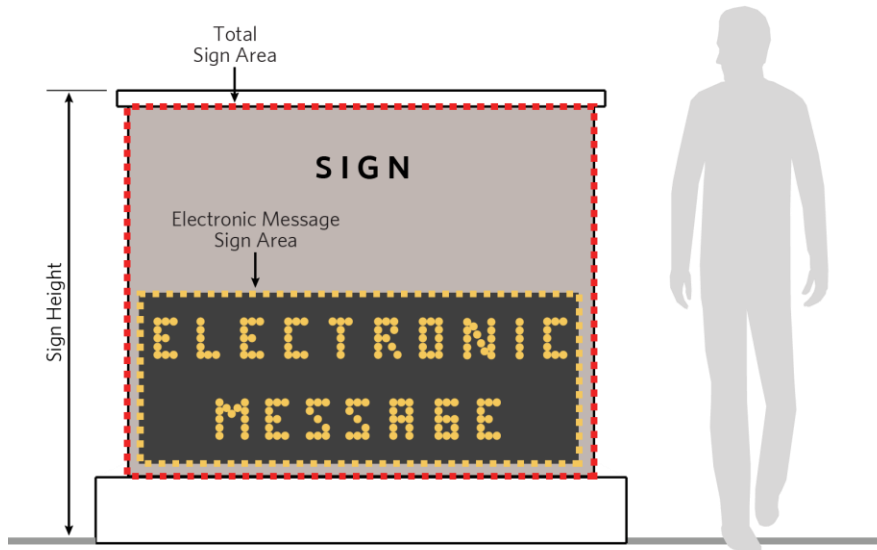 Total
Sign Area
SIGN
Electronic Message
Sign Area
Sign Height
ELECTRONIC
MESSAGE